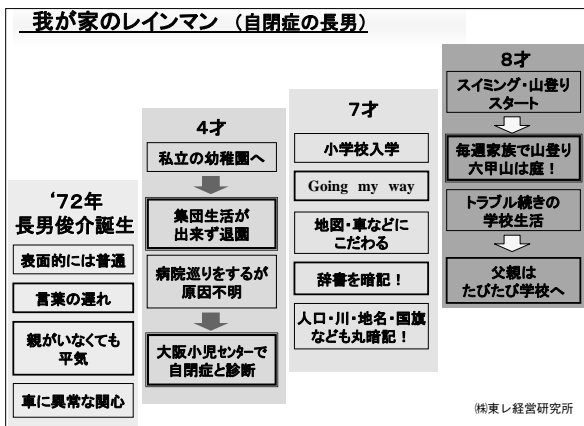 我が家のレインマン （自閉症の長男）
‘72年
長男俊介誕生
表面的には普通
言葉の遅れ
親がいなくても
平気
車に異常な関心
4才
私立の幼稚園へ
集団生活が
出来ず退園
病院巡りをするが
原因不明
大阪小児センターで
自閉症と診断
7才
小学校入学
Going my way
地図・車などに
こだわる
辞書を暗記！
人口・川・地名・国旗
なども丸暗記！
8才
スイミング・山登り
スタート
毎週家族で山登り
六甲山は庭！
トラブル続きの
学校生活
父親は
たびたび学校へ
㈱東レ経営研究所